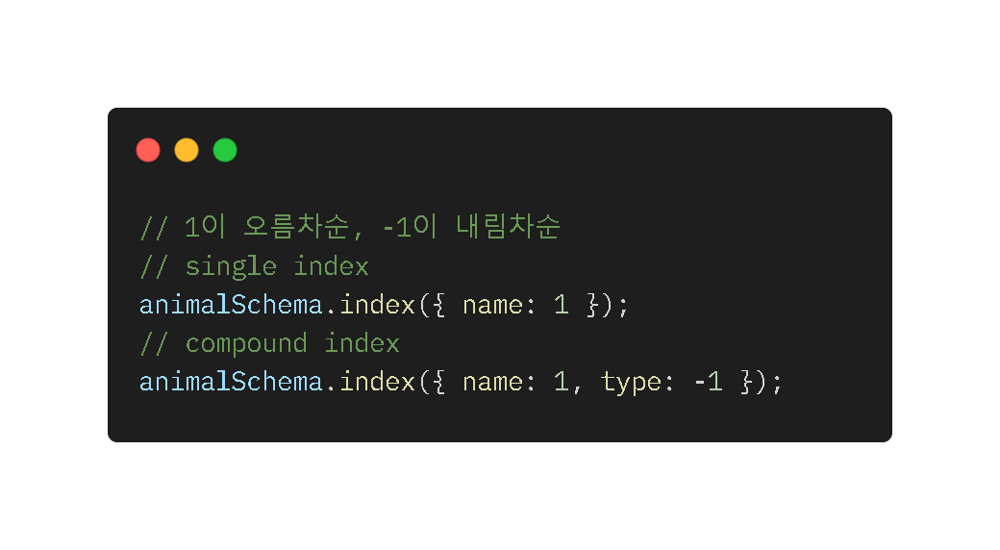 // 1이 오름차순, -1이 내림차순
// single index
animalSchema.index({ name: 1 });
// compound index
animalSchema.index({ name: 1, type: -1 });